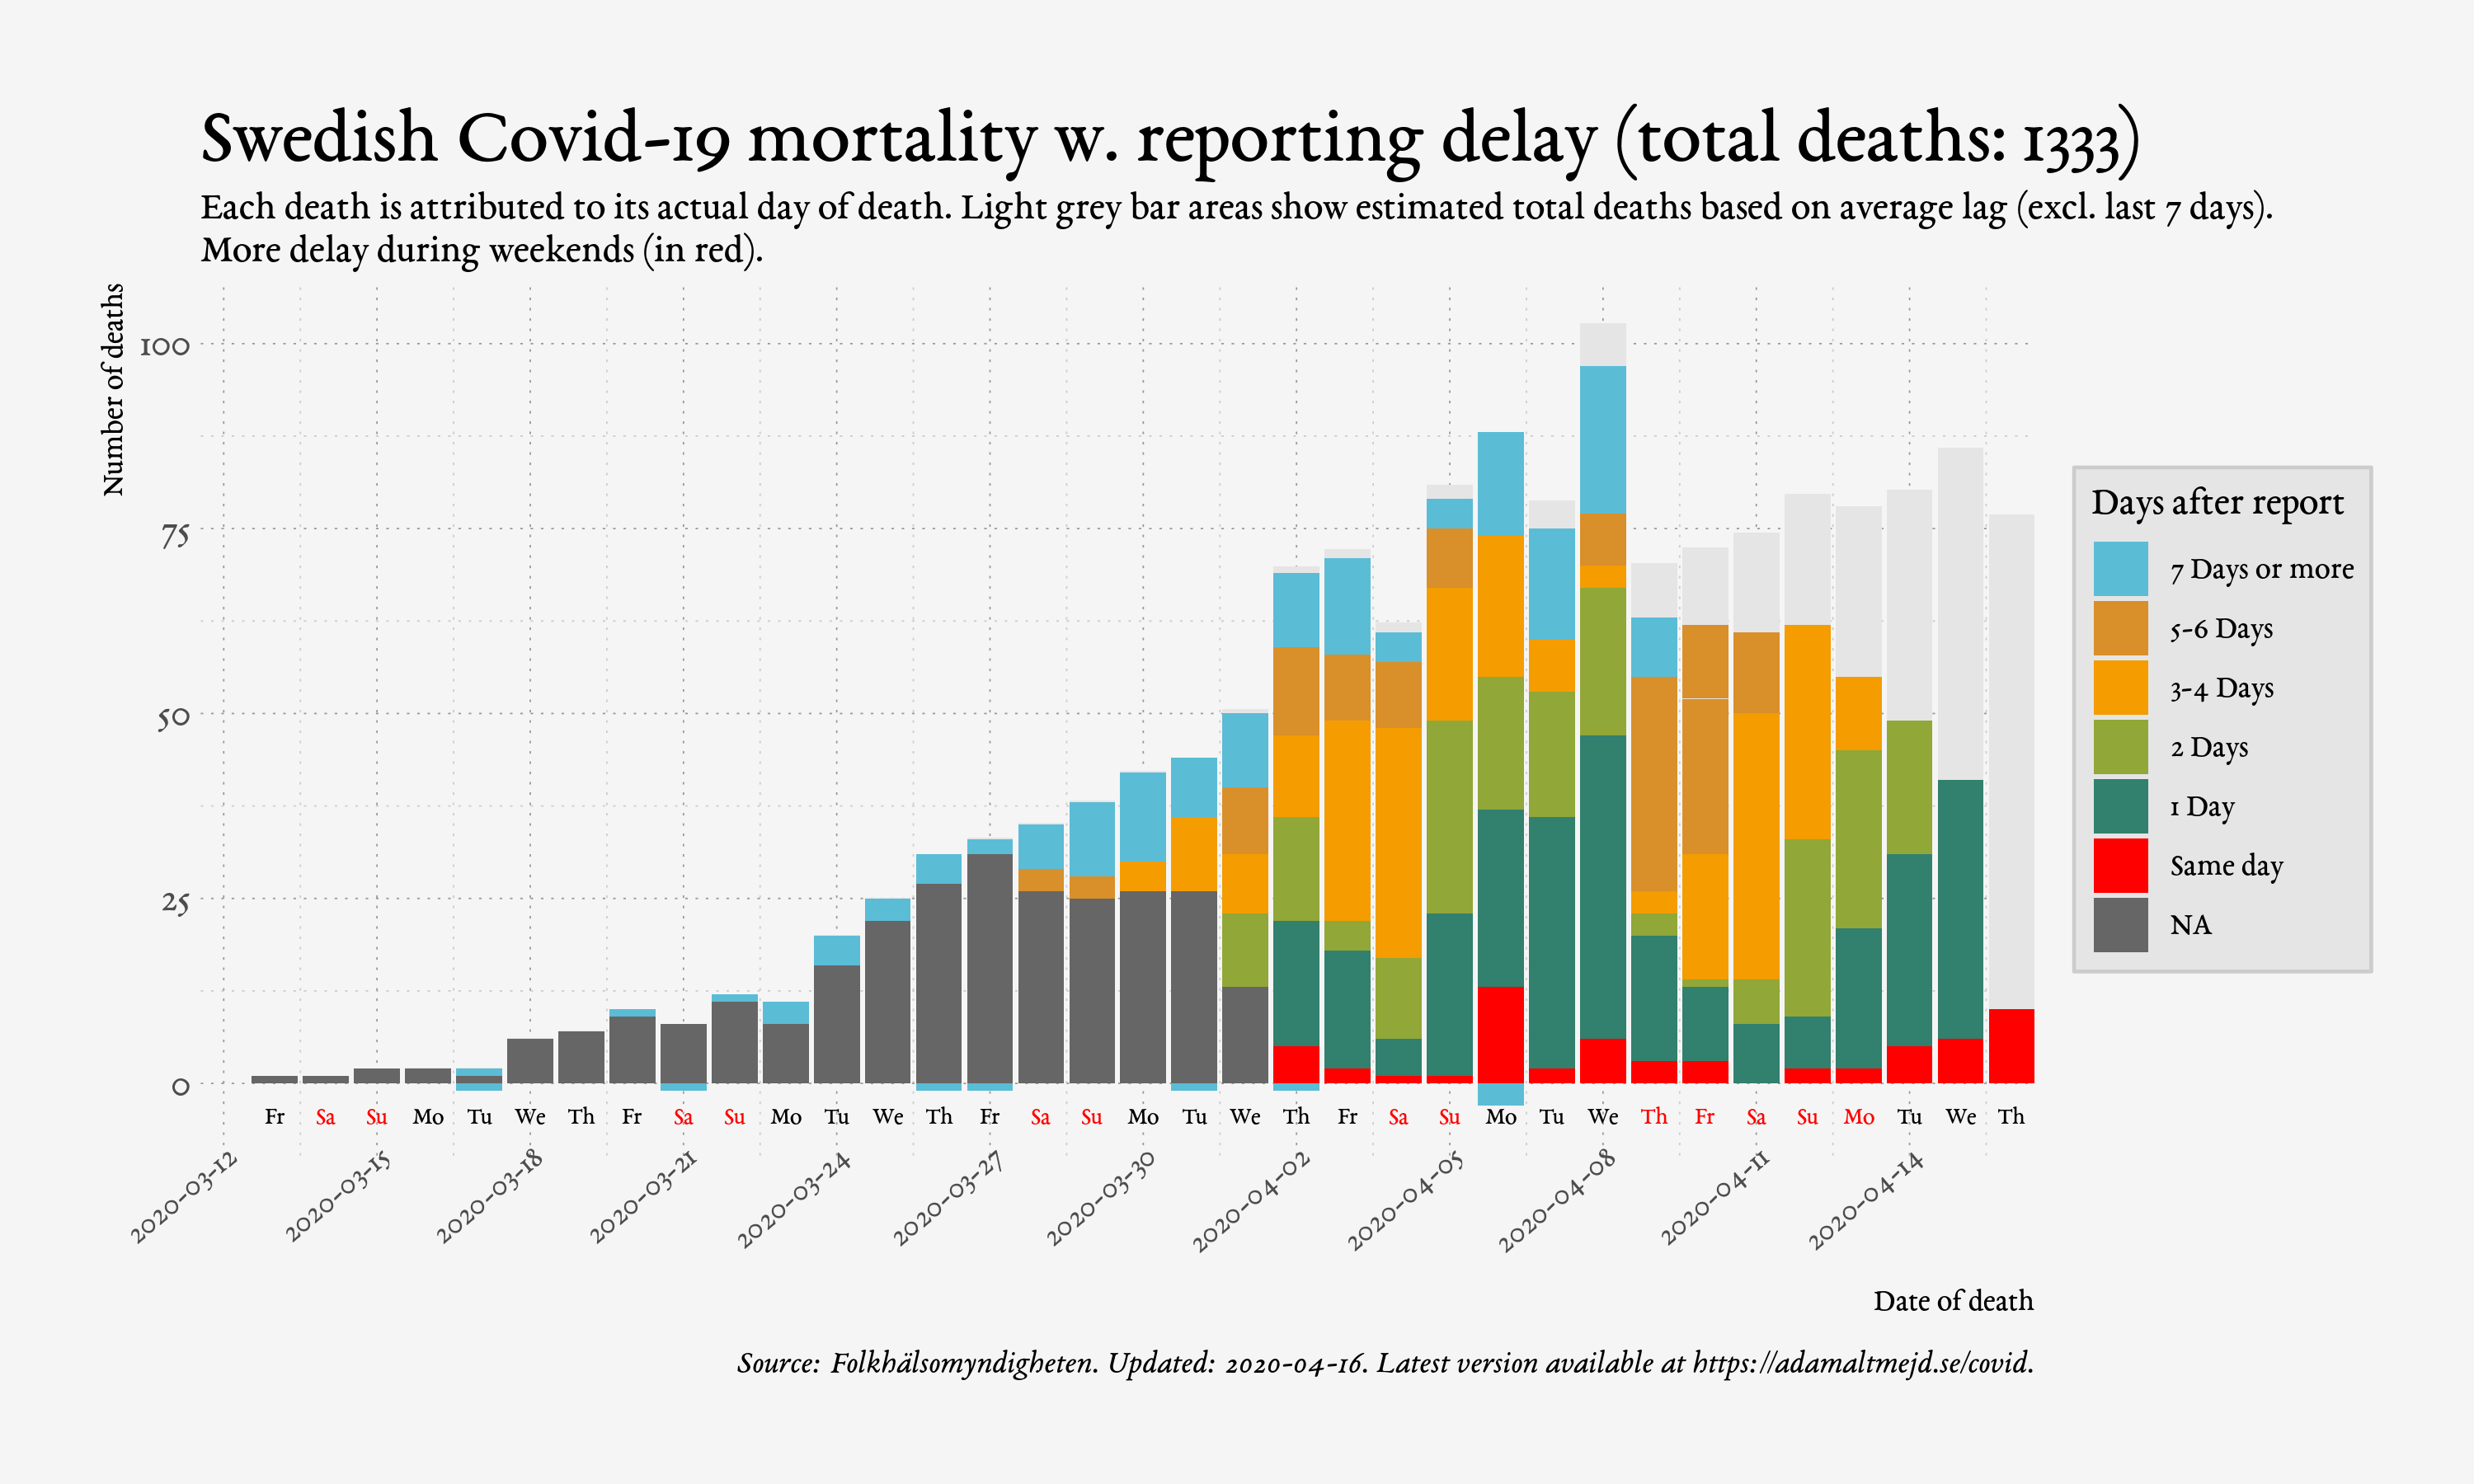 Swedish Covid-19 mortality w. reporting delay (total deaths: 1333)
Each death is attributed to its actual day of death. Light grey bar areas show estimated total deaths based on average lag (excl. last 7 days).
More delay during weekends (in red).
Number of deaths
100
75
50
25
0
Fr Sa Su Mo Tu We Th Fr Sa Su Mo Tu We Th Fr Sa Su Mo Tu We Th Fr Sa Su Mo Tu We Th Fr Sa Su Mo Tu We Th
2020-03-12 2020-03-15 2020-03-18 2020-03-21 2020-03-24 2020-03-27 2020-03-30 2020-04-02 2020-04-05 2020-04-08 2020-04-11 2020-04-14
Date of death
Days after report
7 Days or more
5-6 Days
3-4 Days
2 Days
1 Day
Same day
NA
Source: Folkhälsomyndigheten. Updated: 2020-04-16. Latest version available at https://adamaltmejd.se/covid.